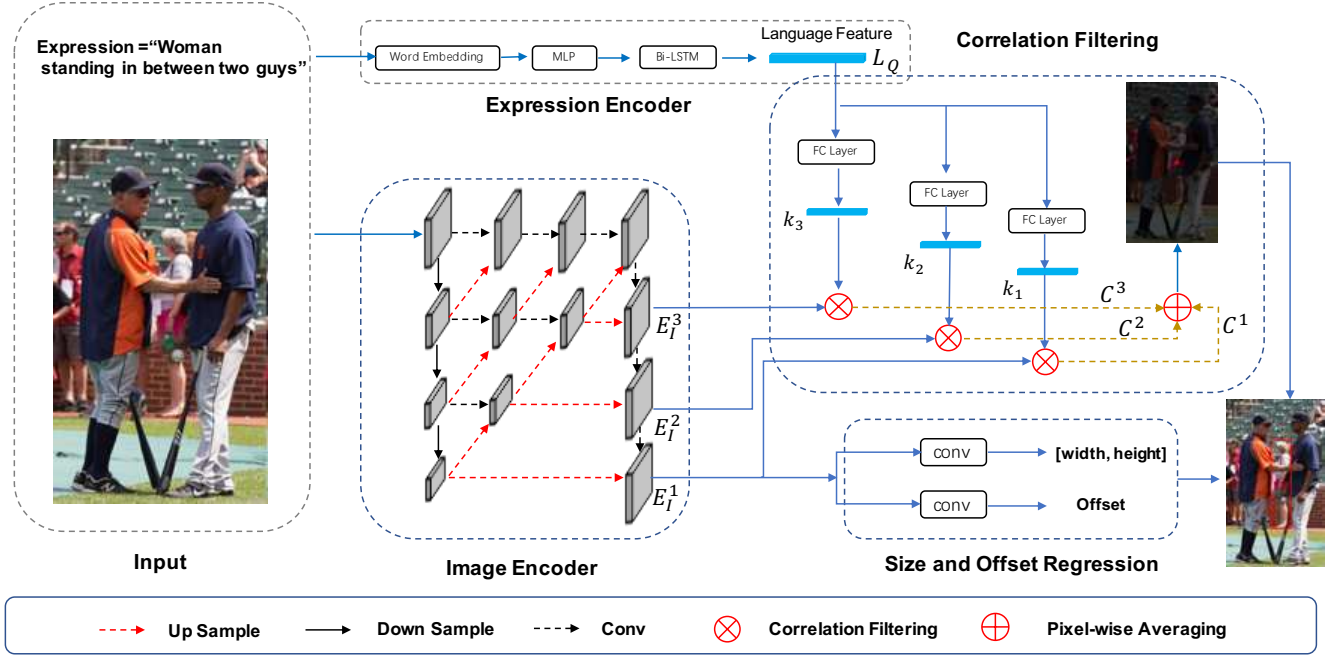 Expression =“Woman
standing in between two guys”
Input
Word Embedding
MLP
Bi-LSTM
Language Feature
L_Q
Expression Encoder
Correlation Filtering
FC Layer
FC Layer
FC Layer
k_3
k_2
k_1
C^3
C^2
C^1
E_I^3
E_I^2
E_I^1
Image Encoder
conv
[width, height]
conv
Offset
Size and Offset Regression
Up Sample
Down Sample
Conv
Correlation Filtering
Pixel-wise Averaging